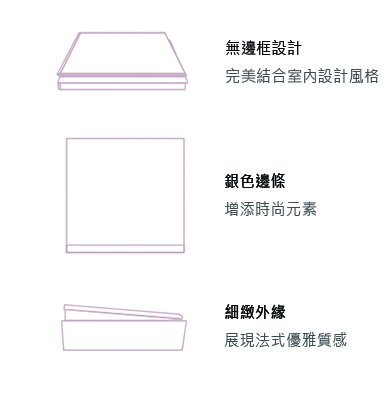 無邊框設計
完美結合室內設計風格
銀色邊條
增添時尚元素
細緻外緣
展現法式優雅質感